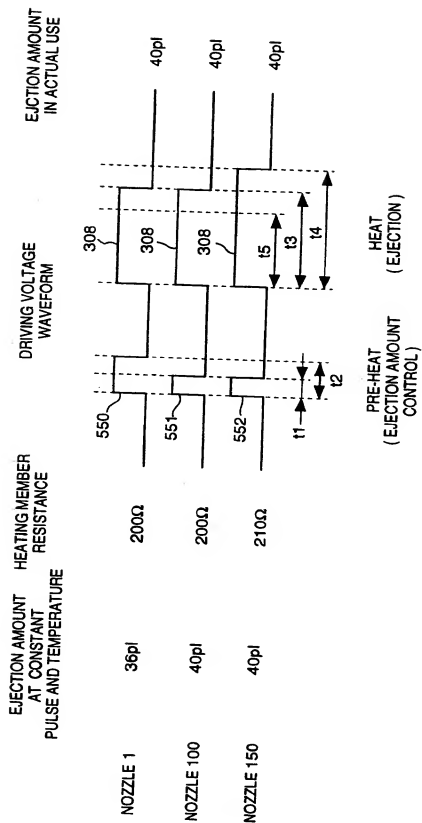 EJECTION AMOUNT
AT CONSTANT
PULSE AND TEMPERATURE
HEATING MEMBER
RESISTANCE
DRIVING VOLTAGE
WAVEFORM
EJCTION AMOUNT
IN ACTUAL USE
NOZZLE 1
36pl
200Ω
550
308
40pl
NOZZLE 100
40pl
200Ω
551
308
40pl
NOZZLE 150
40pl
210Ω
552
308
40pl
t1
t2
t5
t3
t4
PRE-HEAT
( EJECTION AMOUNT
CONTROL )
HEAT
( EJECTION )